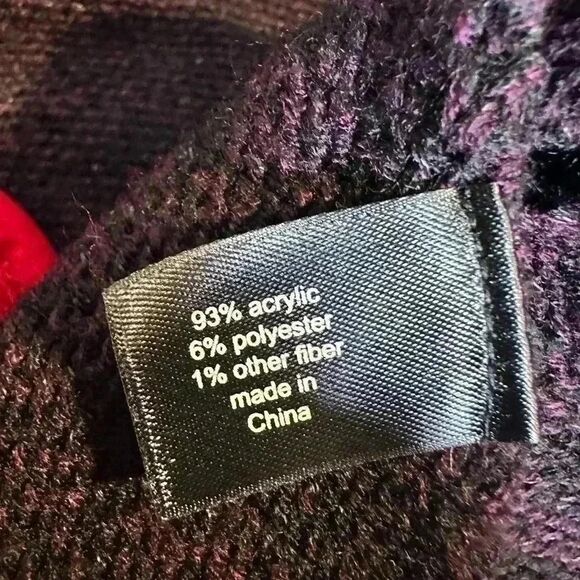 93% acrylic
6% polyester
1% other fiber
made in
China